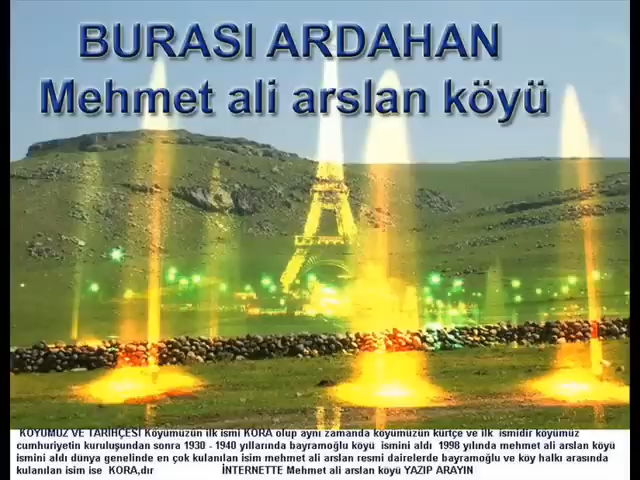 BURASI ARDAHAN
Mehmet ali arslan köyü
KÖYÜMÜZ VE TARİHÇESİ Köyümüzün ilk ismi KORA olup aynı zamanda köyümüzün kürtçe ve ilk ismidir köyümüz
cumhuriyetin kuruluşundan sonra 1930 - 1940 yıllarında bayramoğlu köyü ismini aldı 1998 yılında mehmet ali arslan köyü
ismini aldı dünya genelinde en çok kulanılan isim mehmet ali arslan resmi dairelerde bayramoğlu ve köy halkı arasında
kulanılan isim ise KORA,dır İNTERNETTE Mehmet ali arslan köyü YAZIP ARAYIN